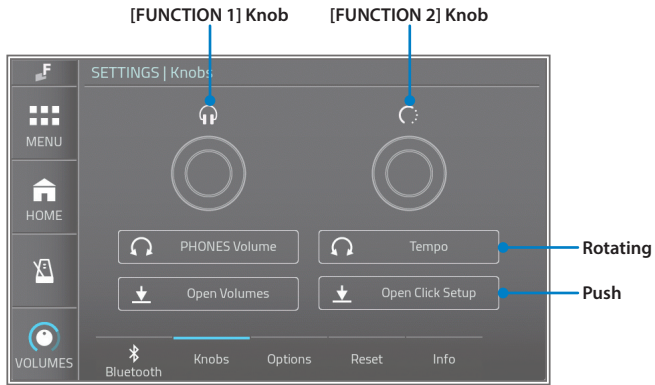 [FUNCTION 1] Knob [FUNCTION 2] Knob
F
SETTINGS | Knobs
MENU
HOME
PHONES Volume
Tempo
Rotating
Open Volumes
Open Click Setup
Push
VOLUMES
Bluetooth
Knobs
Options
Reset
Info